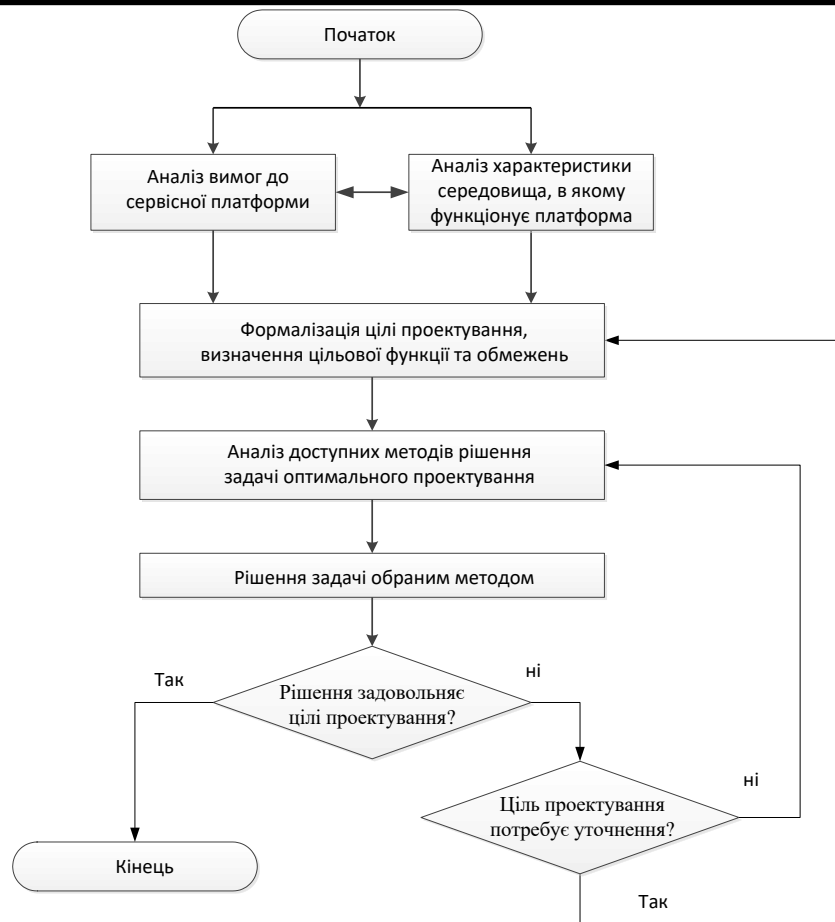 Початок
Аналіз вимог до
сервісної платформи
Аналіз характеристики
середовища, в якому
функціонує платформа
Формалізація цілі проектування,
визначення цільової функції та обмежень
Аналіз доступних методів рішення
задачі оптимального проектування
Рішення задачі обраним методом
Так
ні
Рішення задовольняє
цілі проектування?
ні
Ціль проектування
потребує уточнення?
Кінець
Так